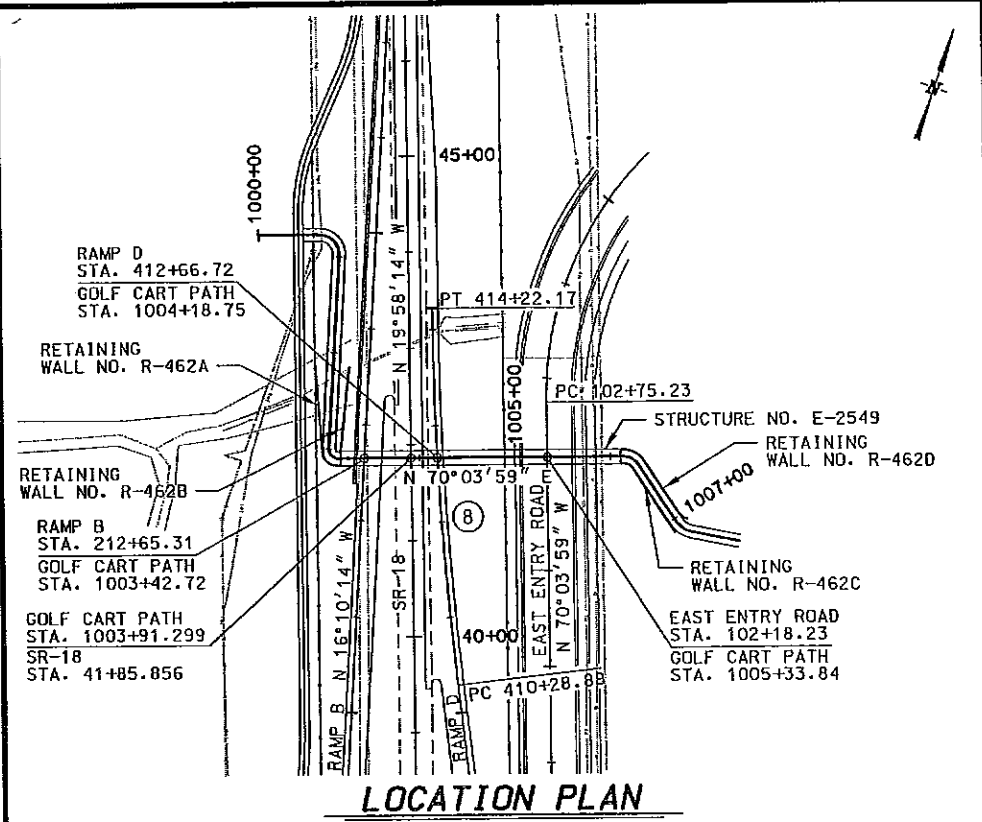 N
45+00
1000+00
RAMP D
STA. 412+66.72
GOLF CART PATH
STA. 1004+18.75
N 19°58'14" W
PT 414+22.17
RETAINING
WALL NO. R-462A
1005+00
PC 102+75.23
STRUCTURE NO. E-2549
RETAINING
WALL NO. R-462D
RETAINING
WALL NO. R-462B
N 70°03'59" E
1007+00
8
RAMP B
STA. 212+65.31
GOLF CART PATH
STA. 1003+42.72
RETAINING
WALL NO. R-462C
GOLF CART PATH
STA. 1003+91.299
SR-18
STA. 41+85.856
RAMP B N 16°10'14" W
SR-18
40+00
EAST ENTRY ROAD
N 70°03'59" W
EAST ENTRY ROAD
STA. 102+18.23
GOLF CART PATH
STA. 1005+33.84
PC 410+28.88
RAMP D
LOCATION PLAN